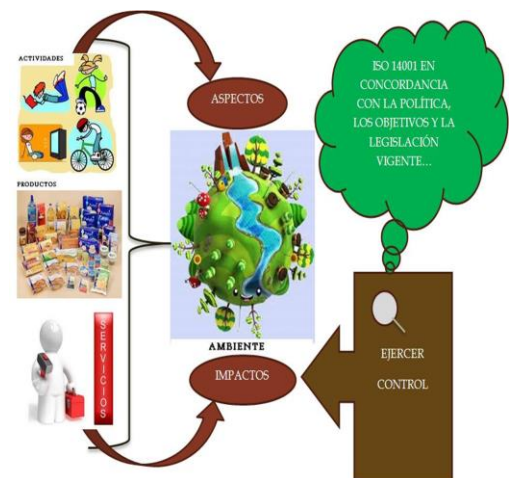 ACTIVIDADES
PRODUCTOS
SERVICIOS
ASPECTOS
AMBIENTE
IMPACTOS
ISO 14001 EN
CONCORDANCIA
CON LA POLÍTICA,
LOS OBJETIVOS Y LA
LEGISLACIÓN
VIGENTE...
EJERCER
CONTROL